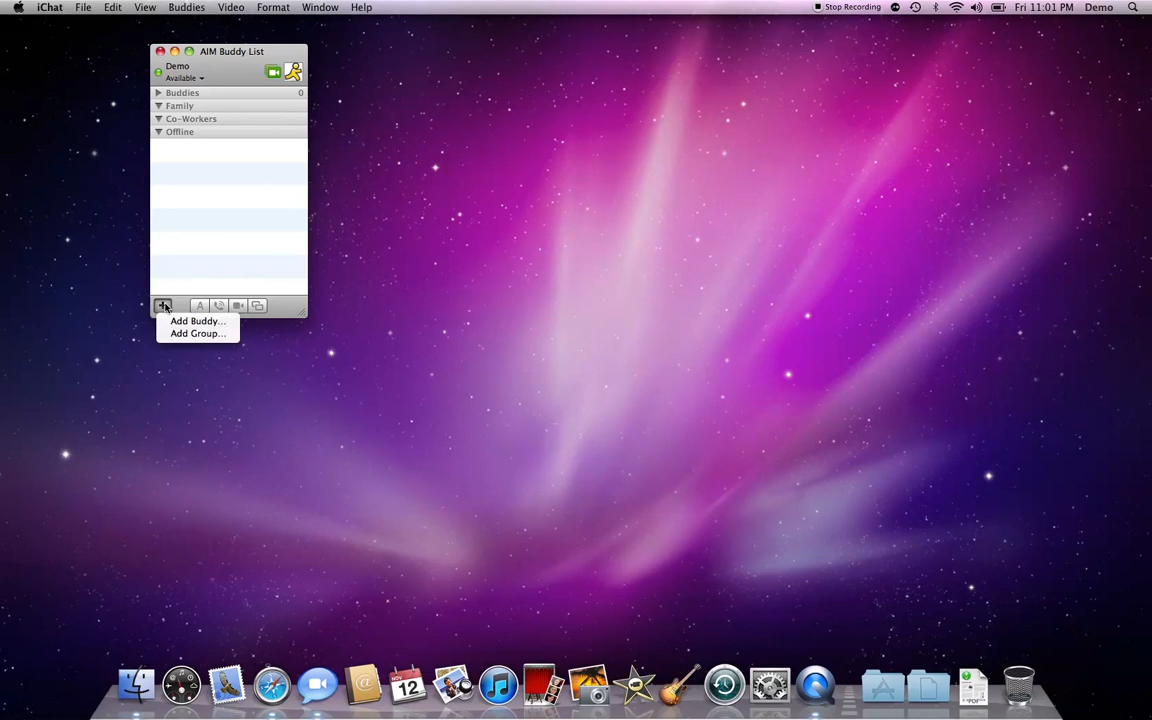 iChat File Edit View Buddies Video Format Window Help Stop Recording Fri 11:01 PM Demo
AIM Buddy List
Demo
Available
Buddies 0
Family
Co-Workers
Offline
A
Add Buddy...
Add Group...
NOV
12